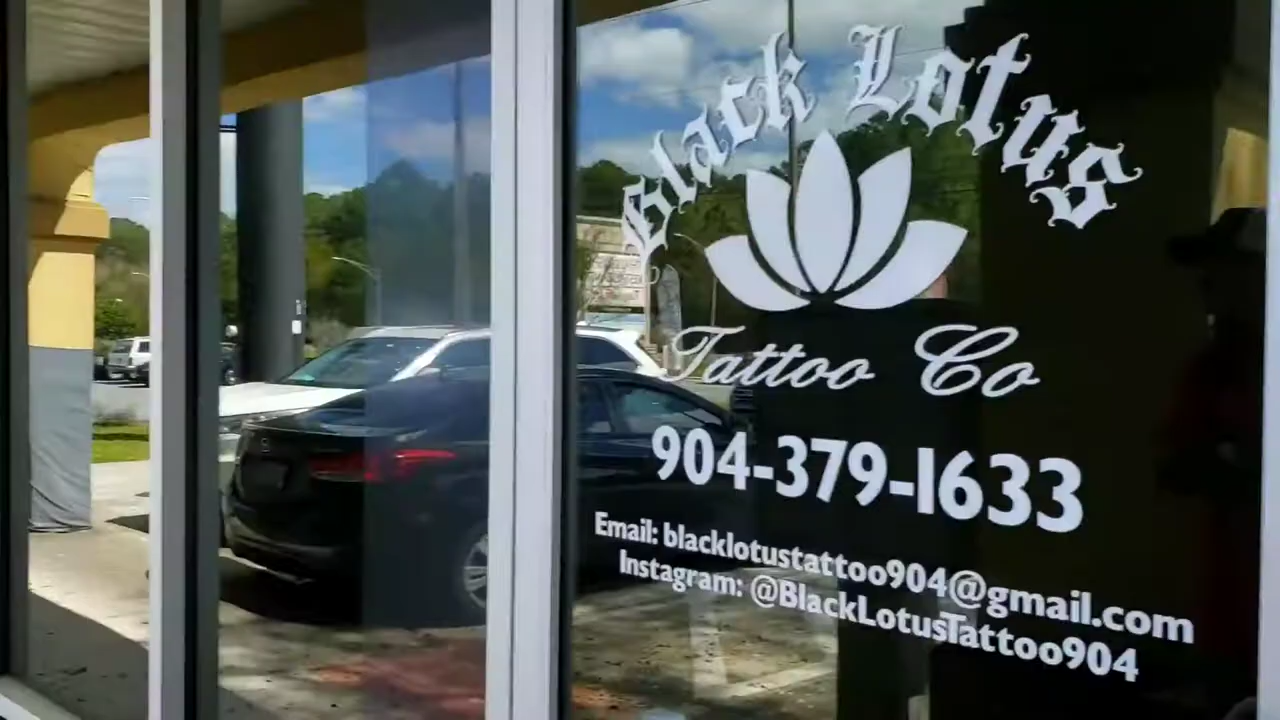 Black Lotus
Tattoo Co
904-379-1633
Email: blacklotustattoo904@gmail.com
Instagram: @BlackLotusTattoo904